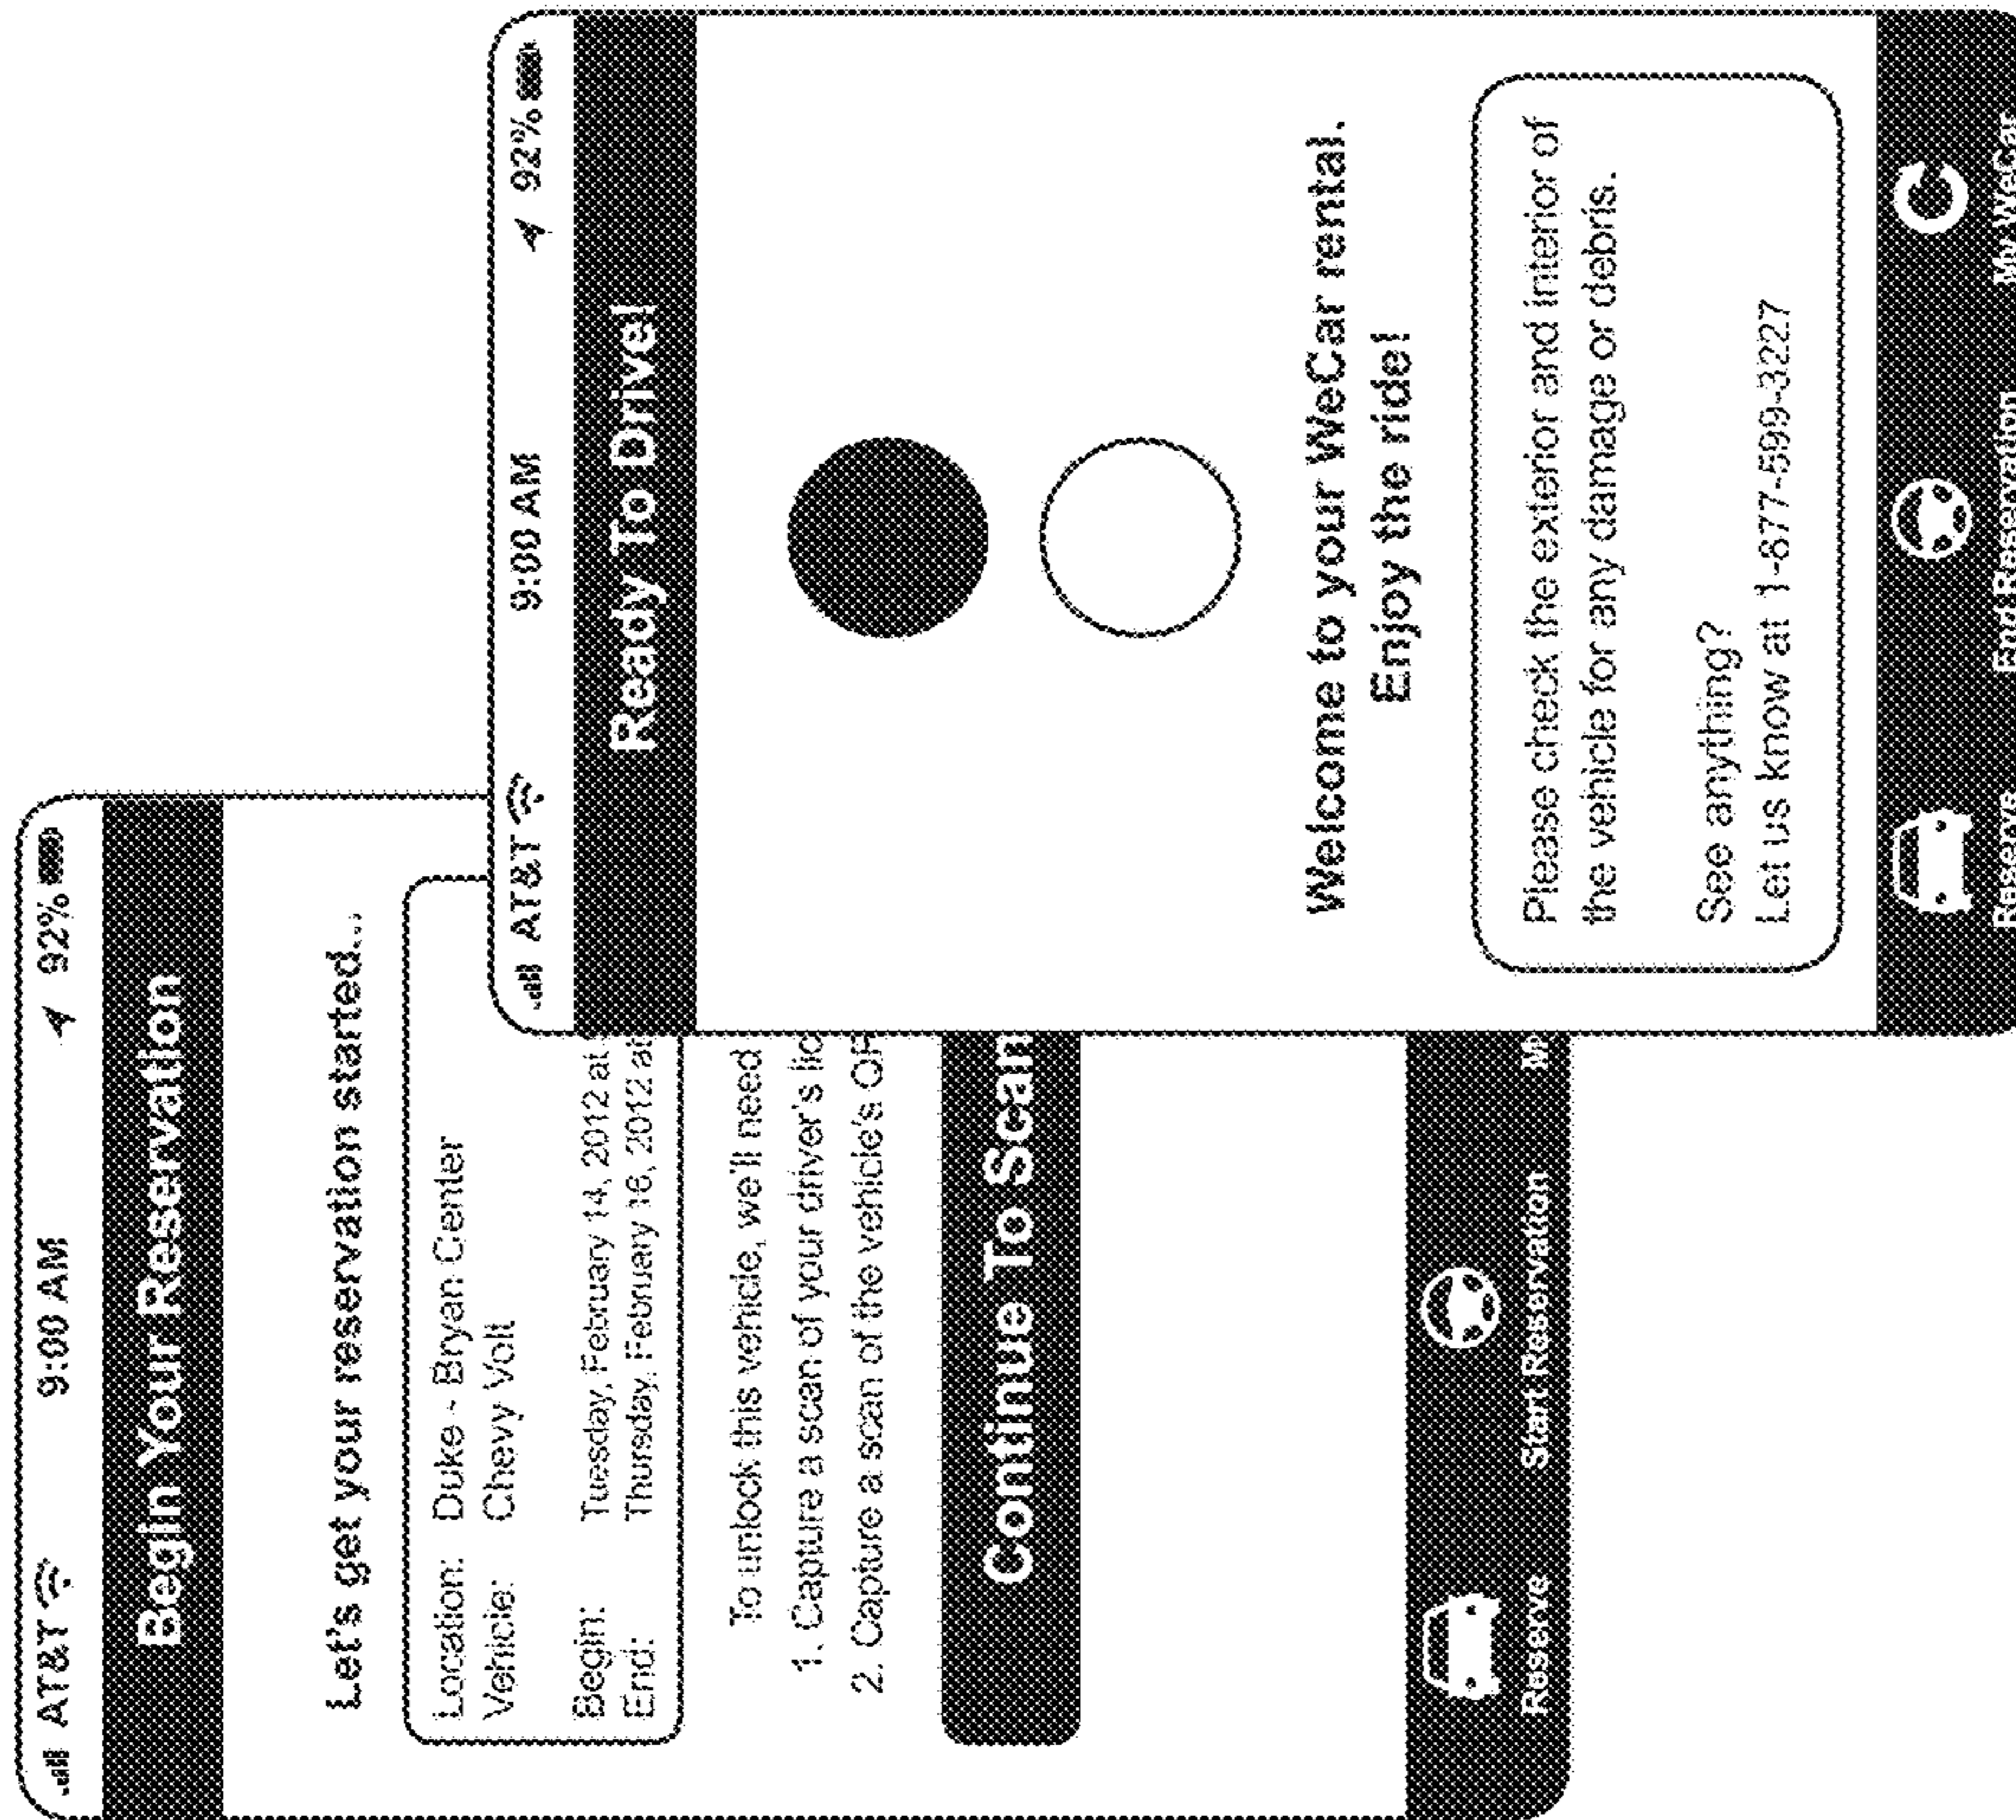 AT&T 9:00 AM 92%
Begin Your Reservation
Let's get your reservation started...
Location: Duke - Bryan Center
Vehicle: Chevy Volt
Begin: Tuesday, February 14, 2012 at
End: Thursday, February 16, 2012 at
To unlock this vehicle, we'll need
1. Capture a scan of your driver's lic
2. Capture a scan of the vehicle's QR
Continue To Scan
Reserve Start Reservation
AT&T 9:00 AM 92%
Ready To Drive!
Welcome to your WeCar rental.
Enjoy the ride!
Please check the exterior and interior of
the vehicle for any damage or debris.
See anything?
Let us know at 1-877-599-3227
Reserve End Reservation My WeCar